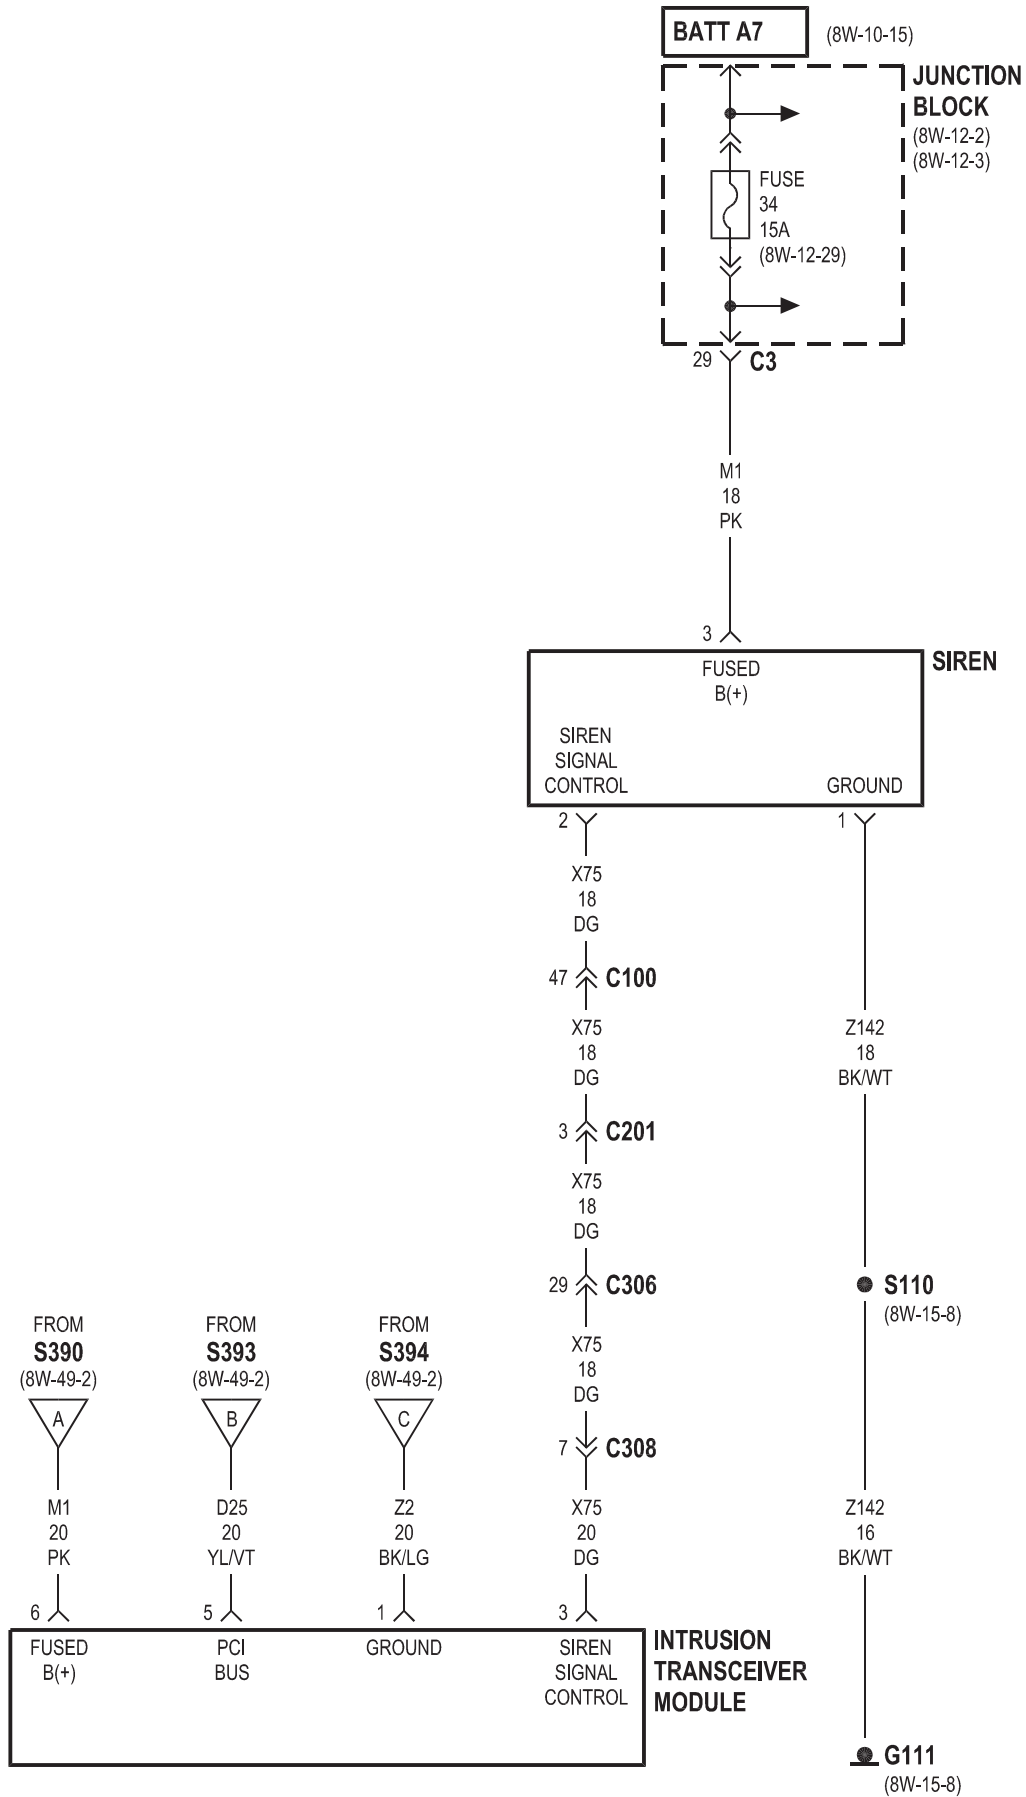 BATT A7
(8W-10-15)
JUNCTION
BLOCK
(8W-12-2)
(8W-12-3)
FUSE
34
15A
(8W-12-29)
29
C3
M1
18
PK
3
SIREN
FUSED
B(+)
SIREN
SIGNAL
CONTROL
GROUND
2
1
X75
18
DG
47
C100
X75
18
DG
Z142
18
BK/WT
3
C201
X75
18
DG
29
C306
S110
(8W-15-8)
FROM
S390
(8W-49-2)
A
FROM
S393
(8W-49-2)
B
FROM
S394
(8W-49-2)
C
X75
18
DG
7
C308
M1
20
PK
D25
20
YL/VT
Z2
20
BK/LG
X75
20
DG
Z142
16
BK/WT
6
5
1
3
FUSED
B(+)
PCI
BUS
GROUND
SIREN
SIGNAL
CONTROL
INTRUSION
TRANSCEIVER
MODULE
G111
(8W-15-8)